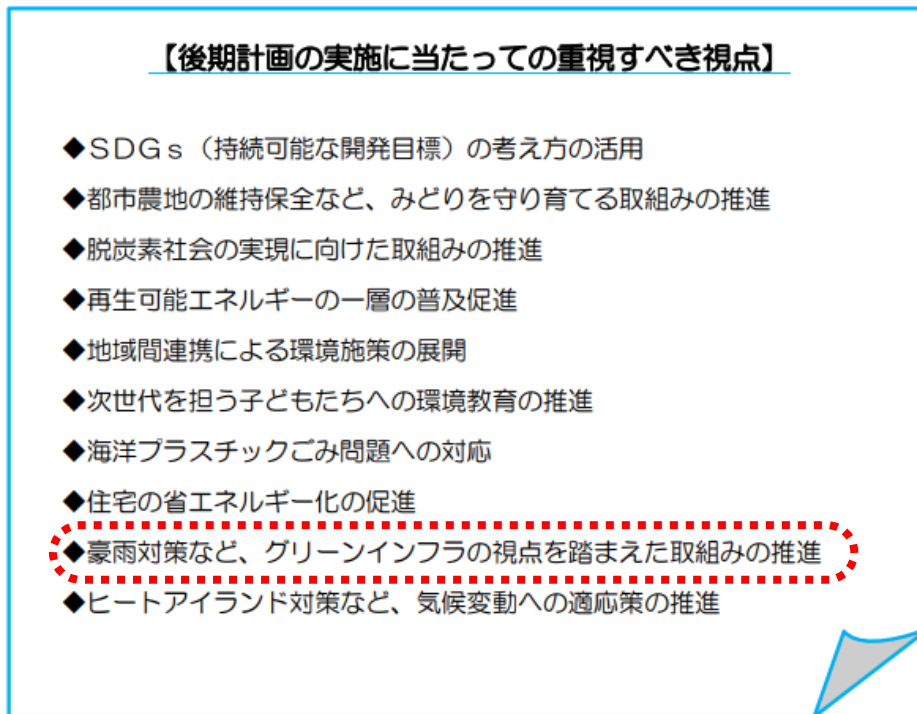 【後期計画の実施に当たっての重視すべき視点】
◆ＳＤＧｓ（持続可能な開発目標）の考え方の活用
◆都市農地の維持保全など、みどりを守り育てる取組みの推進
◆脱炭素社会の実現に向けた取組みの推進
◆再生可能エネルギーの一層の普及促進
◆地域間連携による環境施策の展開
◆次世代を担う子どもたちへの環境教育の推進
◆海洋プラスチックごみ問題への対応
◆住宅の省エネルギー化の促進
◆豪雨対策など、グリーンインフラの視点を踏まえた取組みの推進
◆ヒートアイランド対策など、気候変動への適応策の推進